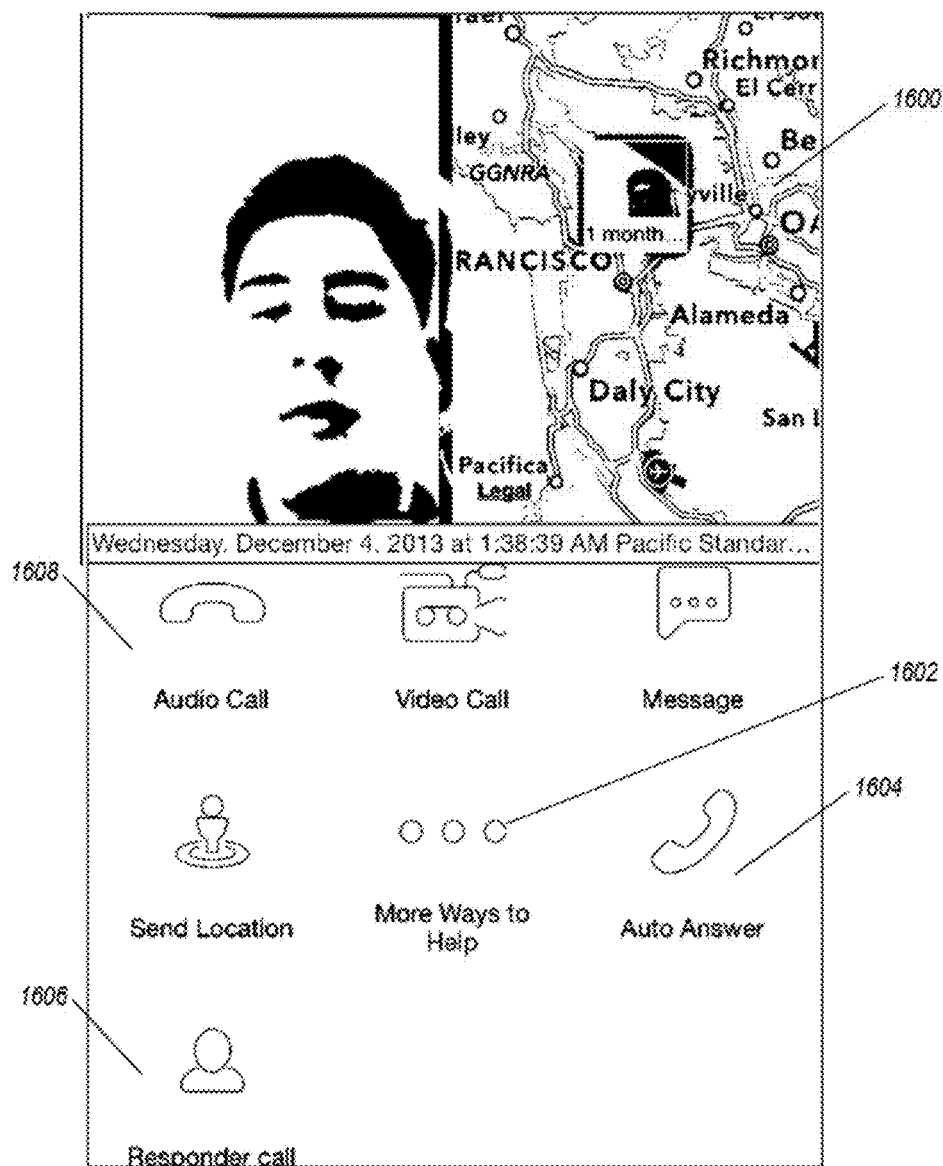 Richmor
El Cerr
1600
ley
Be
GGNRA
yville
OA
1 month...
RANCISCO
Alameda
Daly City
San L
Pacifica
Legal
Wednesday, December 4, 2013 at 1:38:39 AM Pacific Standar...
1608
Audio Call
Video Call
Message
1602
1604
Send Location
More Ways to
Help
Auto Answer
1606
Responder call